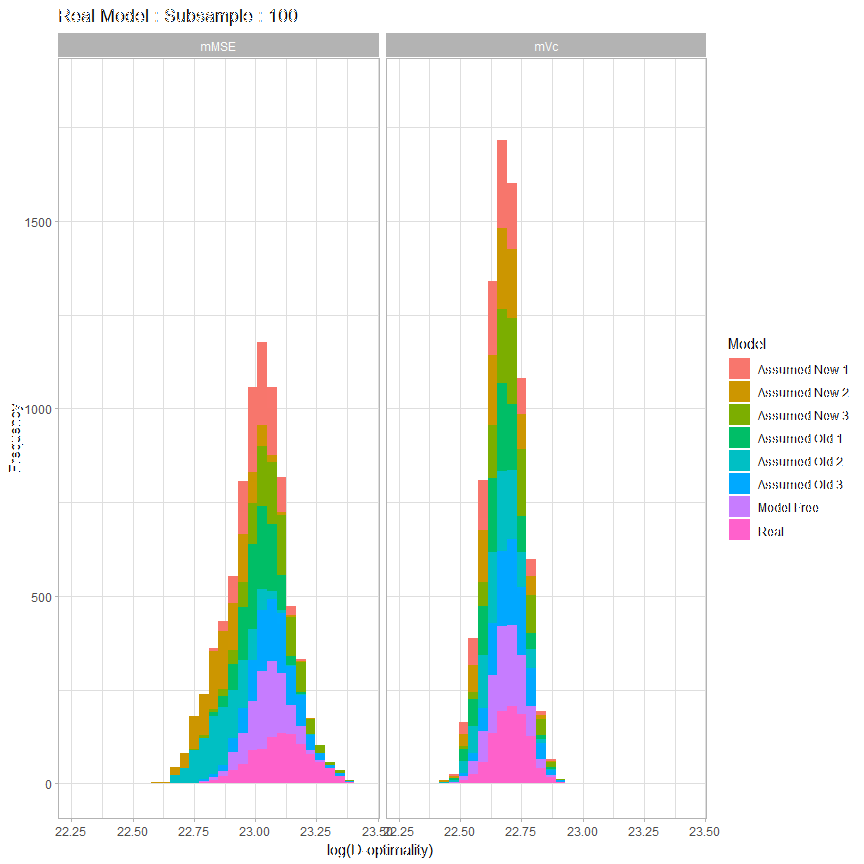 Real Model : Subsample : 100
mMSE
mVc
1500
1000
500
0
Frequency
22.25 22.50 22.75 23.00 23.25 23.50
22.25 22.50 22.75 23.00 23.25 23.50
log(D-optimality)
Model
Assumed New 1
Assumed New 2
Assumed New 3
Assumed Old 1
Assumed Old 2
Assumed Old 3
Model Free
Real